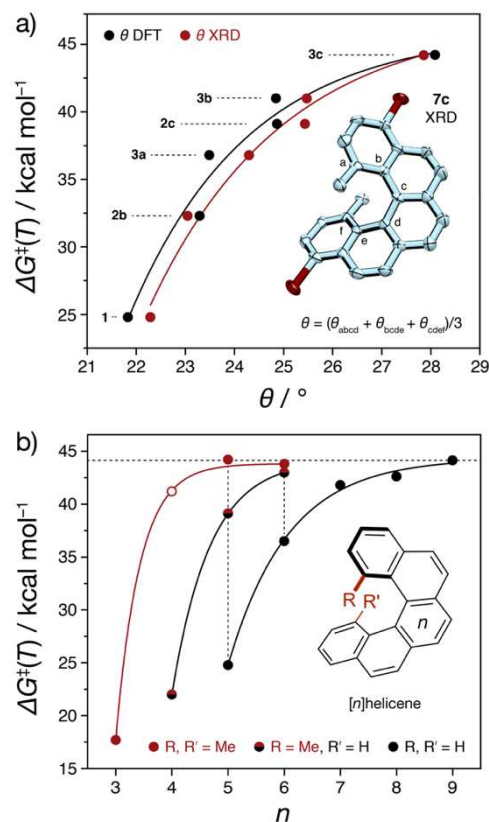 a)
θ DFT θ XRD
3c
45
40
35
30
25
3b
2c
3a
2b
1
7c
XRD
a
b
c
d
e
f
θ = (θabcd + θbcde + θcdef)/3
ΔG‡(T) / kcal mol⁻¹
21 22 23 24 25 26 27 28 29
θ / °
b)
45
40
35
30
25
20
15
ΔG‡(T) / kcal mol⁻¹
R R'
n
[n]helicene
R, R' = Me R = Me, R' = H R, R' = H
3 4 5 6 7 8 9
n